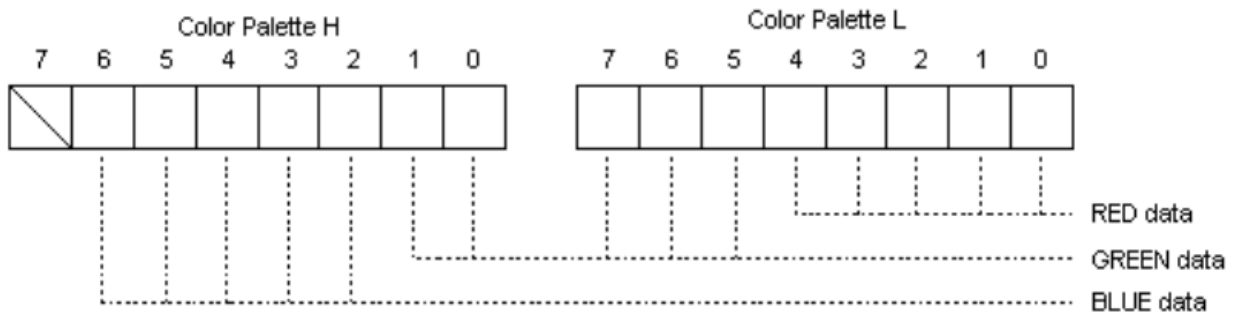 Color Palette H
7 6 5 4 3 2 1 0
Color Palette L
7 6 5 4 3 2 1 0
RED data
GREEN data
BLUE data